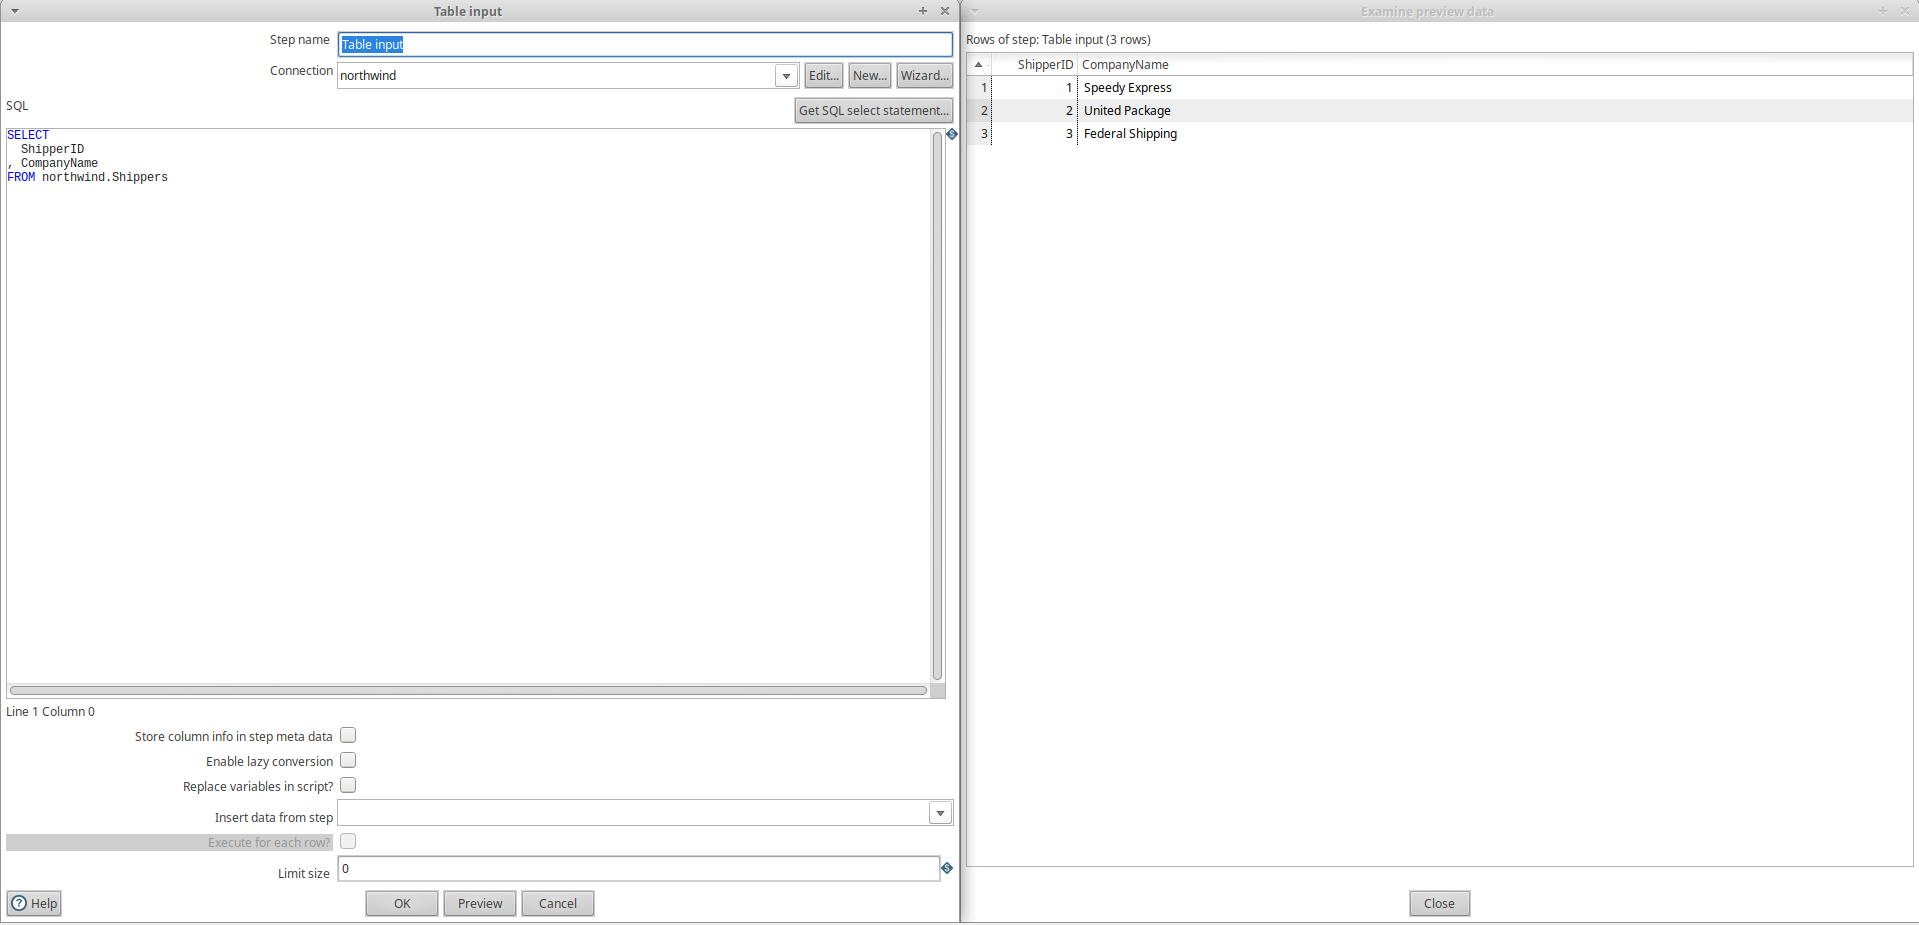 Table input
Step name Table input
Connection northwind Edit... New... Wizard...
SQL Get SQL select statement...
SELECT
ShipperID
, CompanyName
FROM northwind.Shippers
Line 1 Column 0
Store column info in step meta data
Enable lazy conversion
Replace variables in script?
Insert data from step
Execute for each row?
Limit size 0
Help OK Preview Cancel
Examine preview data
Rows of step: Table input (3 rows)
ShipperID CompanyName
1 1 Speedy Express
2 2 United Package
3 3 Federal Shipping
Close